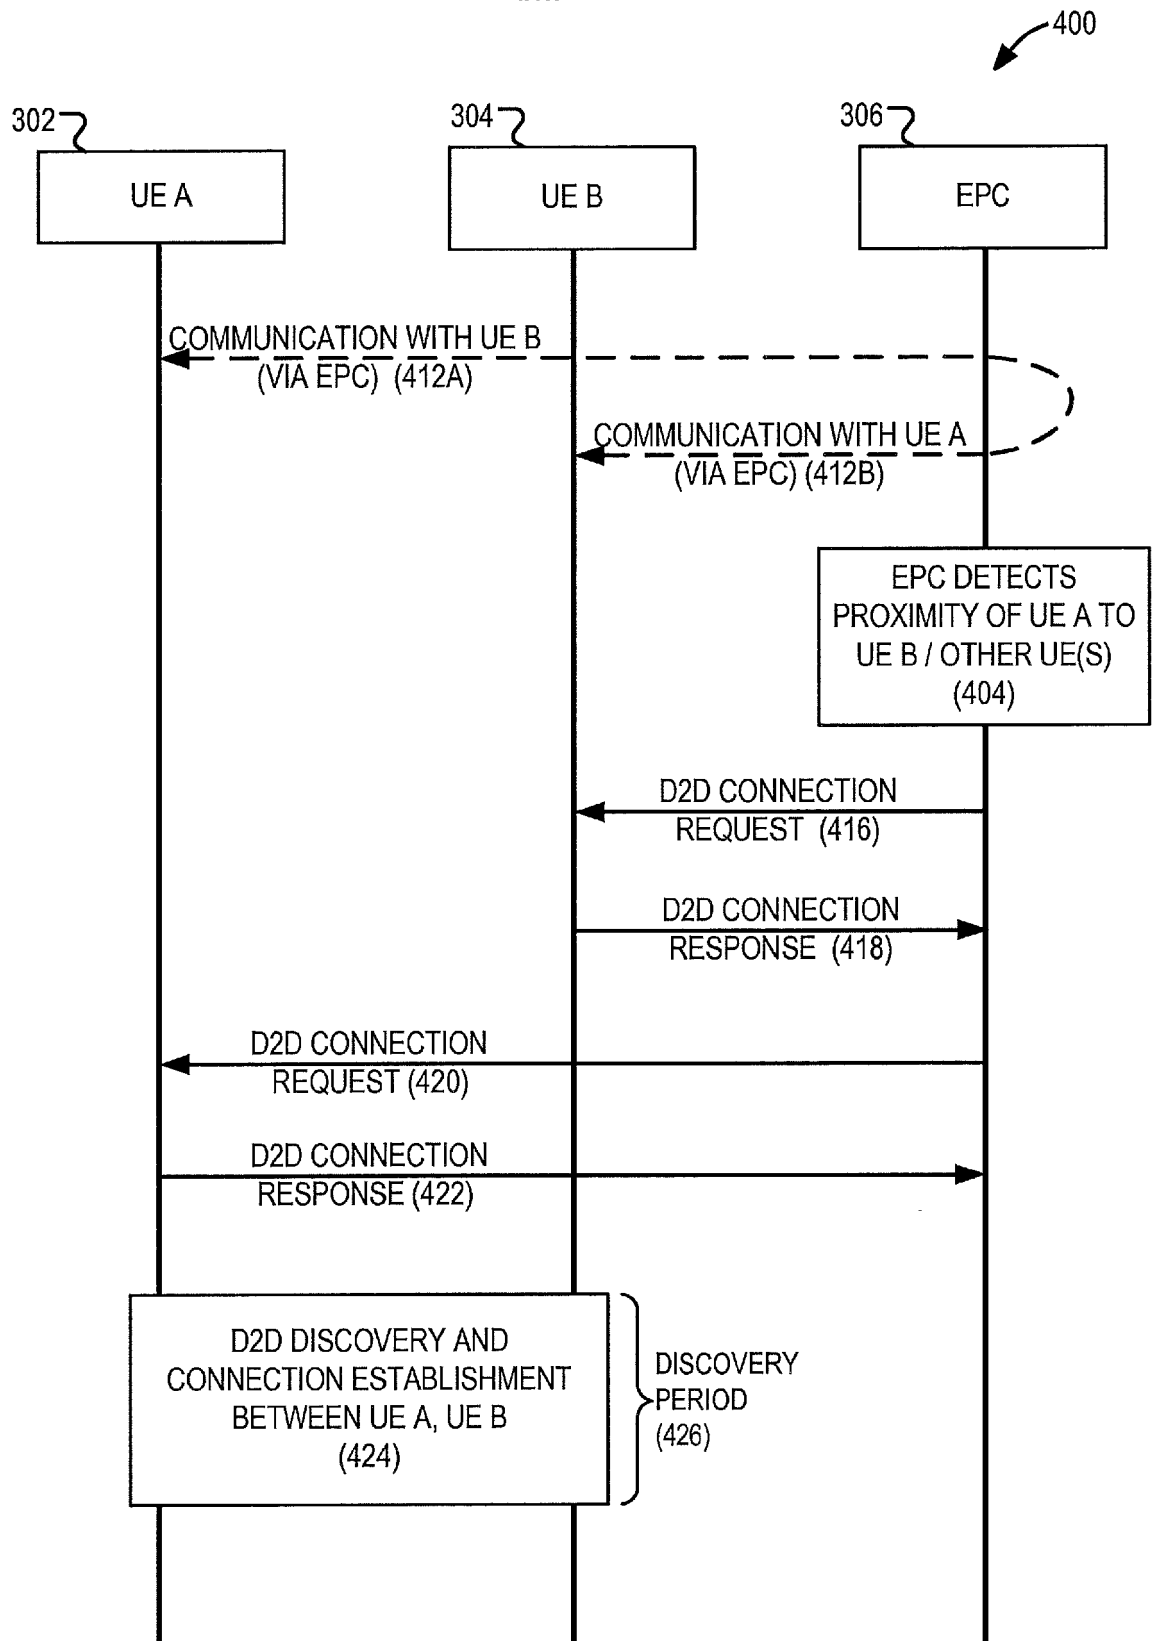 400
302
304
306
UE A
UE B
EPC
COMMUNICATION WITH UE B
(VIA EPC) (412A)
COMMUNICATION WITH UE A
(VIA EPC) (412B)
EPC DETECTS
PROXIMITY OF UE A TO
UE B / OTHER UE(S)
(404)
D2D CONNECTION
REQUEST (416)
D2D CONNECTION
RESPONSE (418)
D2D CONNECTION
REQUEST (420)
D2D CONNECTION
RESPONSE (422)
D2D DISCOVERY AND
CONNECTION ESTABLISHMENT
BETWEEN UE A, UE B
(424)
DISCOVERY
PERIOD
(426)